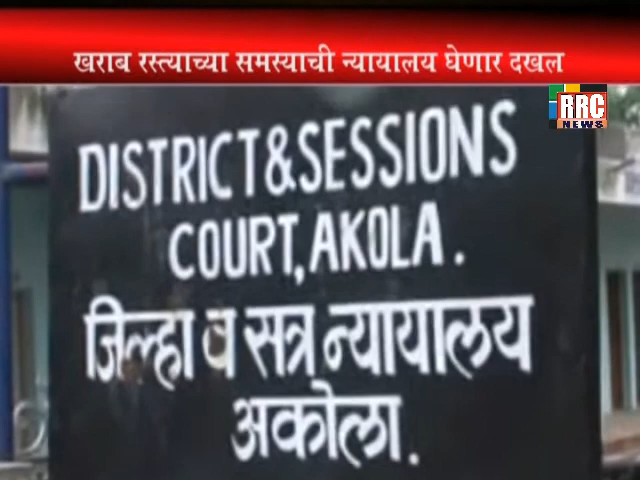 खराब रस्त्याच्या समस्याची न्यायालय घेणार दखल
RRC
NEWS
DISTRICT&SESSIONS
COURT, AKOLA.
जिल्हा व सत्र न्यायालय
अकोला.